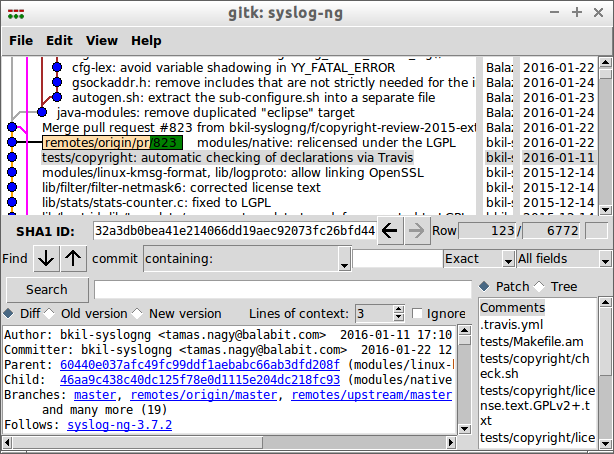 gitk: syslog-ng
File Edit View Help
cfg-lex: avoid variable shadowing in YY_FATAL_ERROR Balaz 2016-01-22
gsockaddr.h: remove includes that are not strictly needed for the i Balaz 2016-01-22
autogen.sh: extract the sub-configure.sh into a separate file Balaz 2016-01-23
java-modules: remove duplicated "eclipse" target Balaz 2016-01-24
Merge pull request #823 from bkil-syslogng/f/copyright-review-2015-ext Balaz 2016-01-24
remotes/origin/pr/823 modules/native: relicensed under the LGPL bkil-s 2016-01-22
tests/copyright: automatic checking of declarations via Travis bkil-s 2016-01-11
modules/linux-kmsg-format, lib/logproto: allow linking OpenSSL bkil-s 2015-12-14
lib/filter/filter-netmask6: corrected license text bkil-s 2015-12-14
lib/stats/stats-counter.c: fixed to LGPL bkil-s 2015-12-14
SHA1 ID: 32a3db0bea41e214066dd19aec92073fc26bfd44 Row 123 / 6772
Find commit containing: Exact All fields
Search
Diff Old version New version Lines of context: 3 Ignore
Patch Tree
Author: bkil-syslogng <tamas.nagy@balabit.com> 2016-01-11 17:10
Committer: bkil-syslogng <tamas.nagy@balabit.com> 2016-01-22 12
Parent: 60440e037afc49fc99ddf1aebabc66ab3dfd208f (modules/linux-k
Child: 46aa9c438c40dc125f78e0d1115e204dc218fc93 (modules/native
Branches: master, remotes/origin/master, remotes/upstream/master
and many more (19)
Follows: syslog-ng-3.7.2
Comments
.travis.yml
tests/Makefile.am
tests/copyright/che
ck.sh
tests/copyright/lice
nse.text.GPLv2+.t
xt
tests/copyright/lice
nse.text.LGPLv2.1